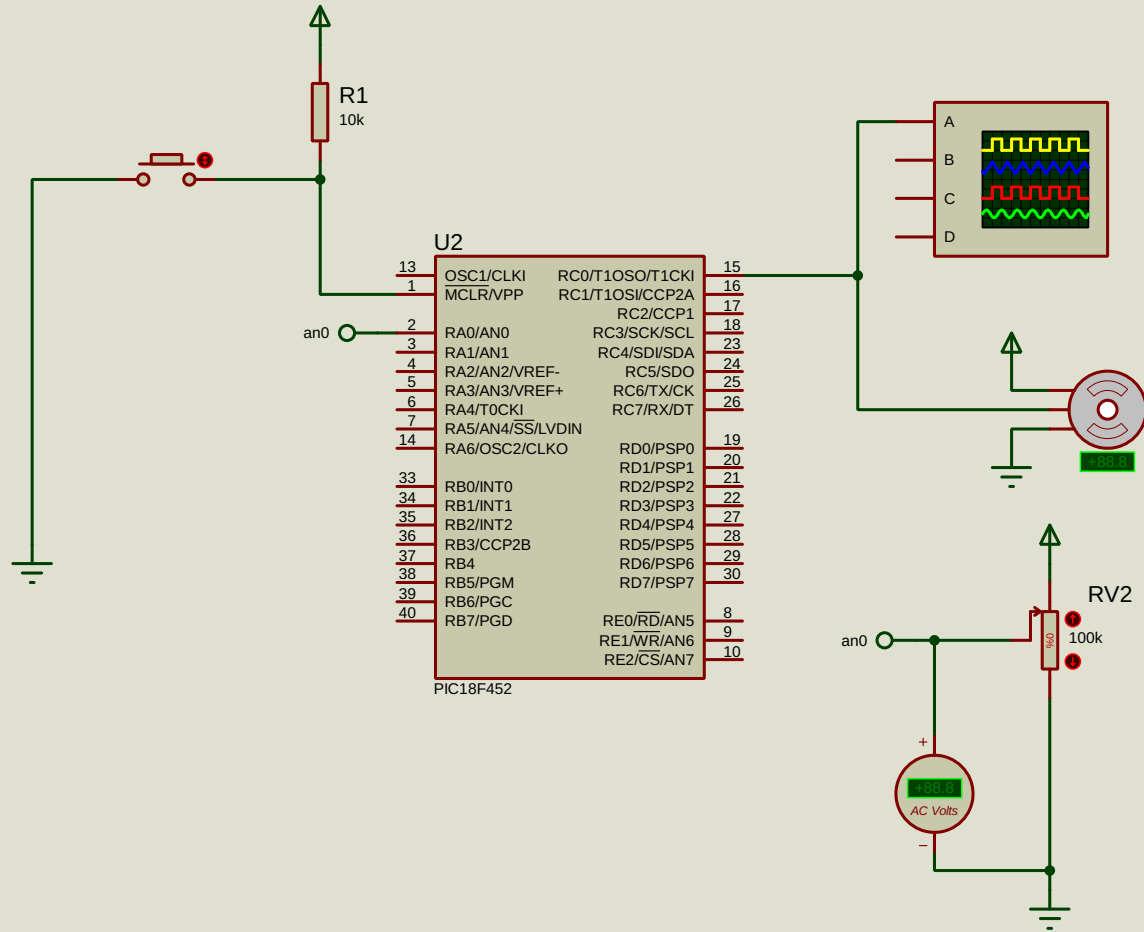 R1
10k
A
B
C
D
U2
13 OSC1/CLKI
1 MCLR/VPP
an0
2 RA0/AN0
3 RA1/AN1
4 RA2/AN2/VREF-
5 RA3/AN3/VREF+
6 RA4/T0CKI
7 RA5/AN4/SS/LVDIN
14 RA6/OSC2/CLKO
33 RB0/INT0
34 RB1/INT1
35 RB2/INT2
36 RB3/CCP2B
37 RB4
38 RB5/PGM
39 RB6/PGC
40 RB7/PGD
RC0/T1OSO/T1CKI 15
RC1/T1OSI/CCP2A 16
RC2/CCP1 17
RC3/SCK/SCL 18
RC4/SDI/SDA 23
RC5/SDO 24
RC6/TX/CK 25
RC7/RX/DT 26
RD0/PSP0 19
RD1/PSP1 20
RD2/PSP2 21
RD3/PSP3 22
RD4/PSP4 27
RD5/PSP5 28
RD6/PSP6 29
RD7/PSP7 30
RE0/RD/AN5 8
RE1/WR/AN6 9
RE2/CS/AN7 10
PIC18F452
+88.8
RV2
100k
0%
an0
+
+88.8
AC Volts
−